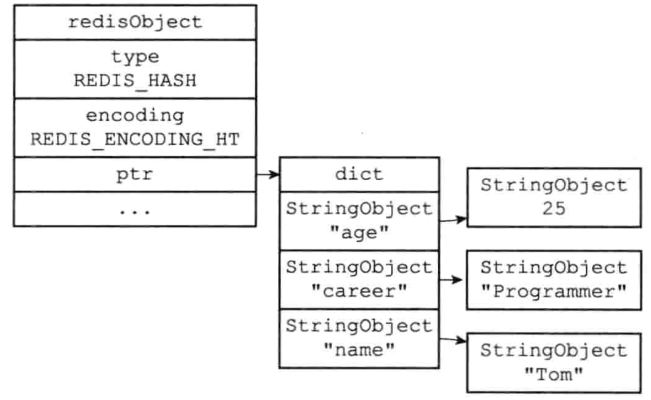 redisObject
type
REDIS_HASH
encoding
REDIS_ENCODING_HT
ptr
...
dict
StringObject
"age"
StringObject
"career"
StringObject
"name"
StringObject
25
StringObject
"Programmer"
StringObject
"Tom"